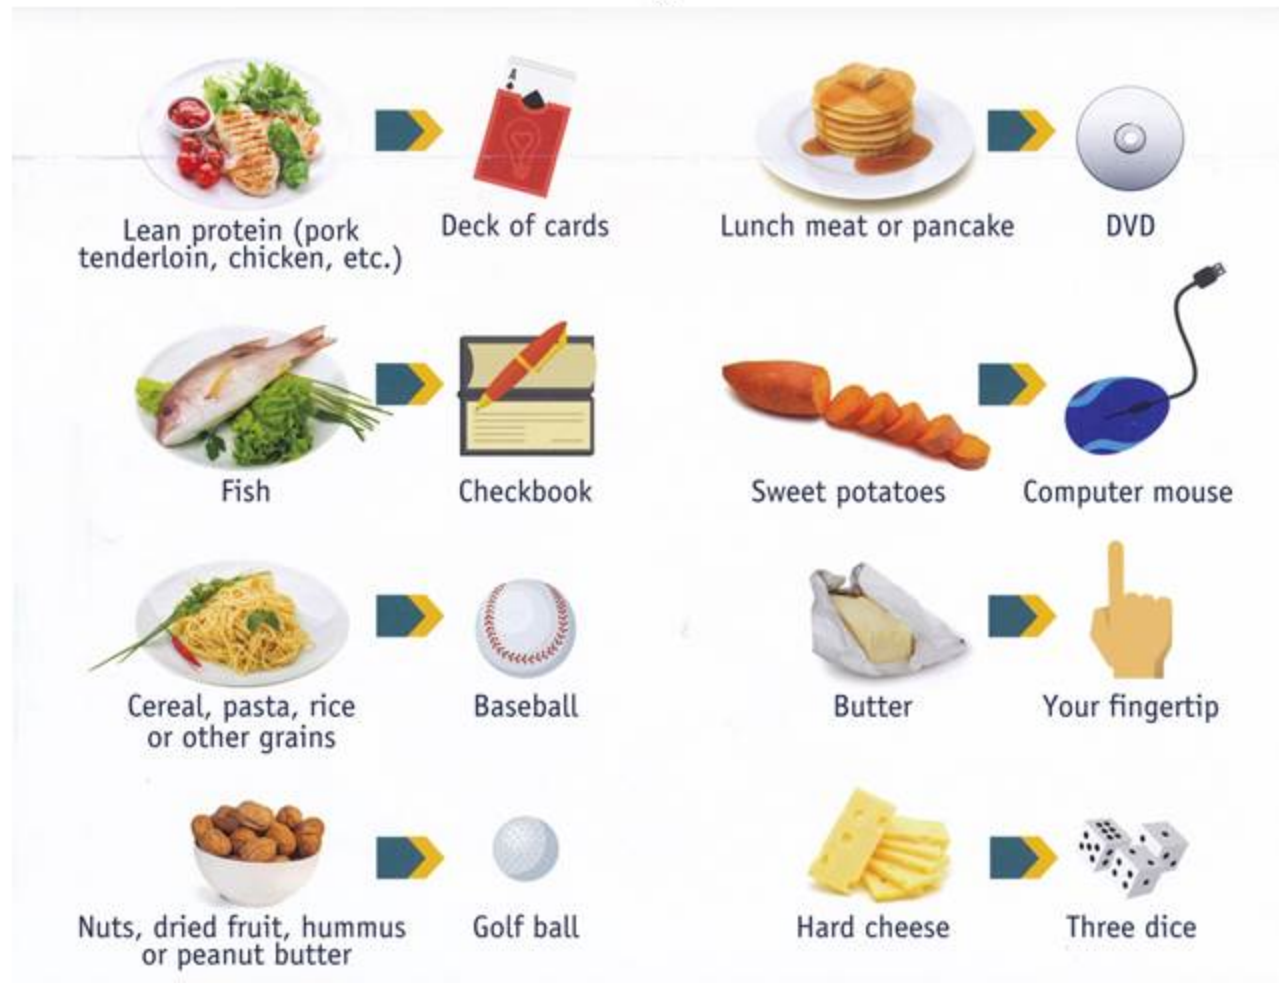 A
Lean protein (pork
tenderloin, chicken, etc.)
Deck of cards
Lunch meat or pancake
DVD
Fish
Checkbook
Sweet potatoes
Computer mouse
Cereal, pasta, rice
or other grains
Baseball
Butter
Your fingertip
Nuts, dried fruit, hummus
or peanut butter
Golf ball
Hard cheese
Three dice